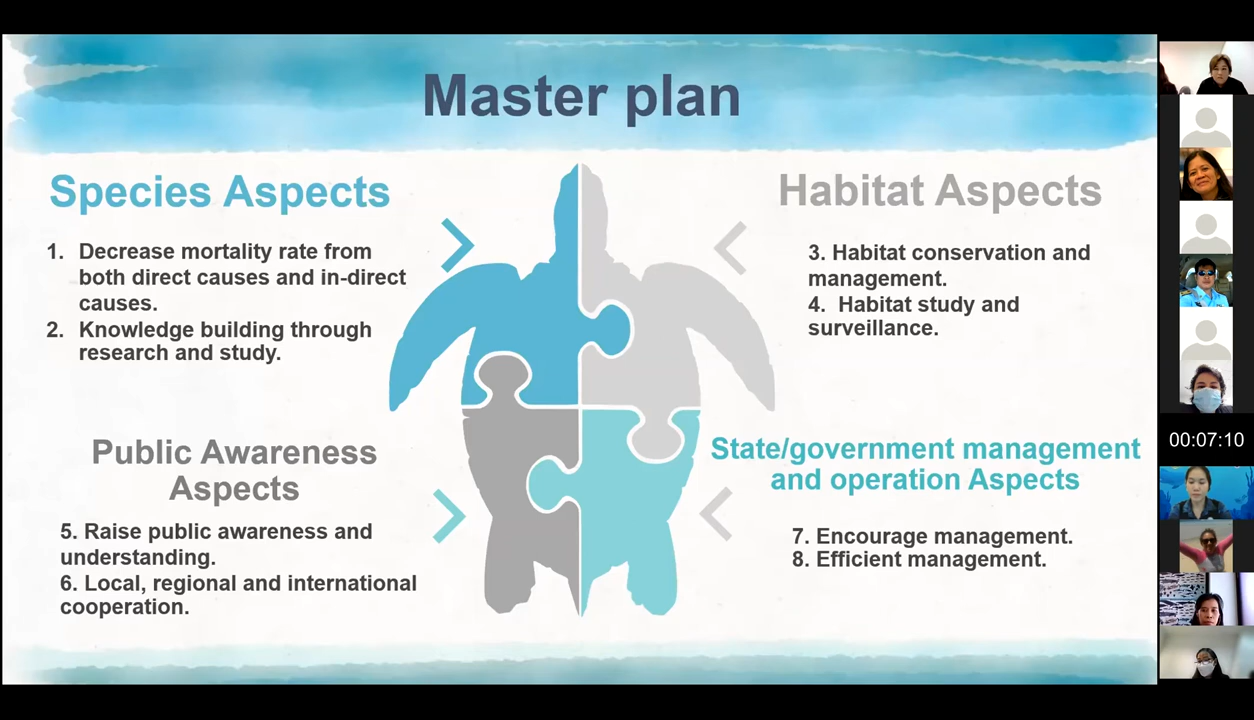 Master plan
Species Aspects
1. Decrease mortality rate from
both direct causes and in-direct
causes.
2. Knowledge building through
research and study.
Habitat Aspects
3. Habitat conservation and
management.
4. Habitat study and
surveillance.
Public Awareness
Aspects
5. Raise public awareness and
understanding.
6. Local, regional and international
cooperation.
State/government management
and operation Aspects
7. Encourage management.
8. Efficient management.
00:07:10